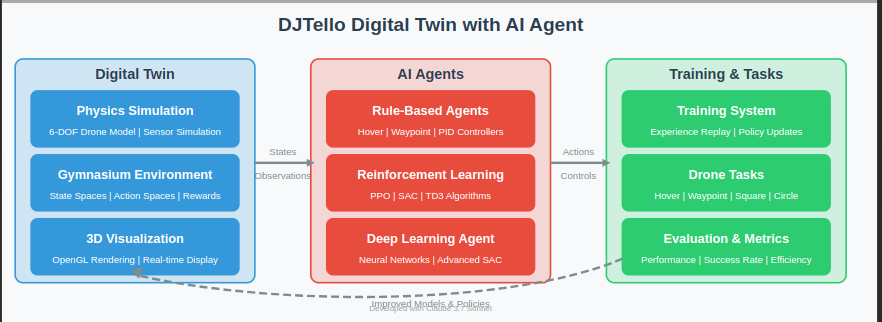 DJTello Digital Twin with AI Agent
Digital Twin
Physics Simulation
6-DOF Drone Model | Sensor Simulation
Gymnasium Environment
State Spaces | Action Spaces | Rewards
3D Visualization
OpenGL Rendering | Real-time Display
States
Observations
AI Agents
Rule-Based Agents
Hover | Waypoint | PID Controllers
Reinforcement Learning
PPO | SAC | TD3 Algorithms
Deep Learning Agent
Neural Networks | Advanced SAC
Actions
Controls
Training & Tasks
Training System
Experience Replay | Policy Updates
Drone Tasks
Hover | Waypoint | Square | Circle
Evaluation & Metrics
Performance | Success Rate | Efficiency
Improved Models & Policies
Developed with Claude 3.7 Sonnet